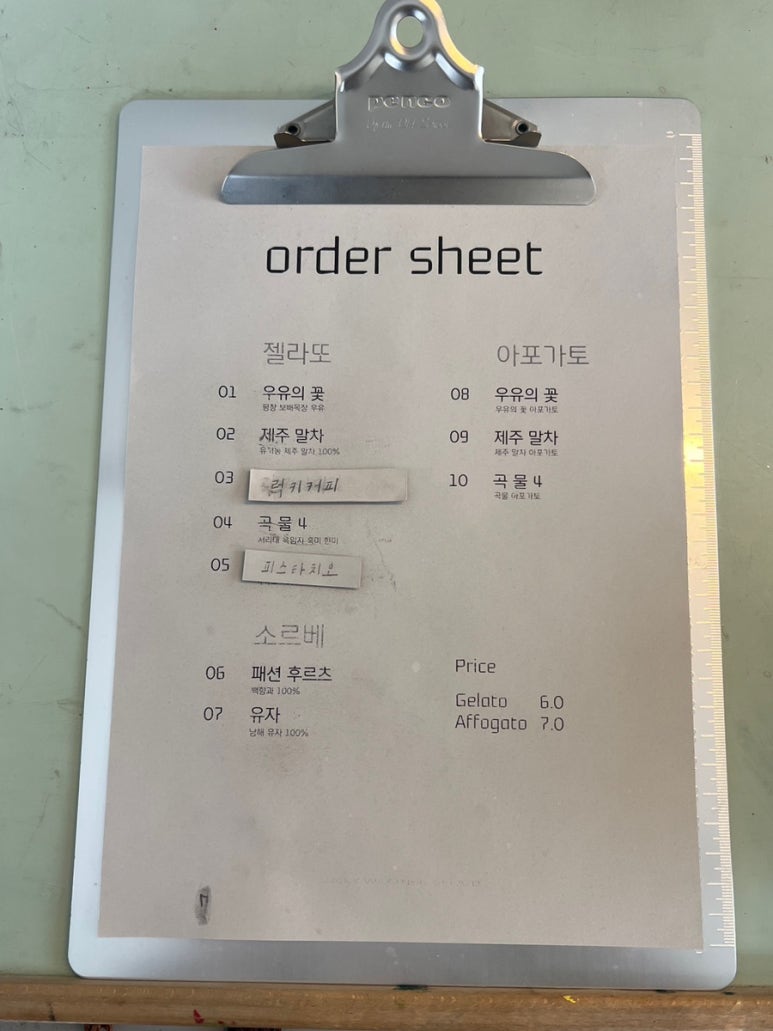 penco
order sheet
젤라또
01 우유의 꽃
평창 보배목장 우유
02 제주 말차
유기농 제주 말차 100%
03 럭키커피
04 곡물4
서리태 흑임자 흑미 현미
05 피스타치오
소르베
06 패션 후르츠
백향과 100%
07 유자
남해 유자 100%
아포가토
08 우유의 꽃
우유의 꽃 아포가토
09 제주 말차
제주 말차 아포가토
10 곡물4
곡물 아포가토
Price
Gelato 6.0
Affogato 7.0